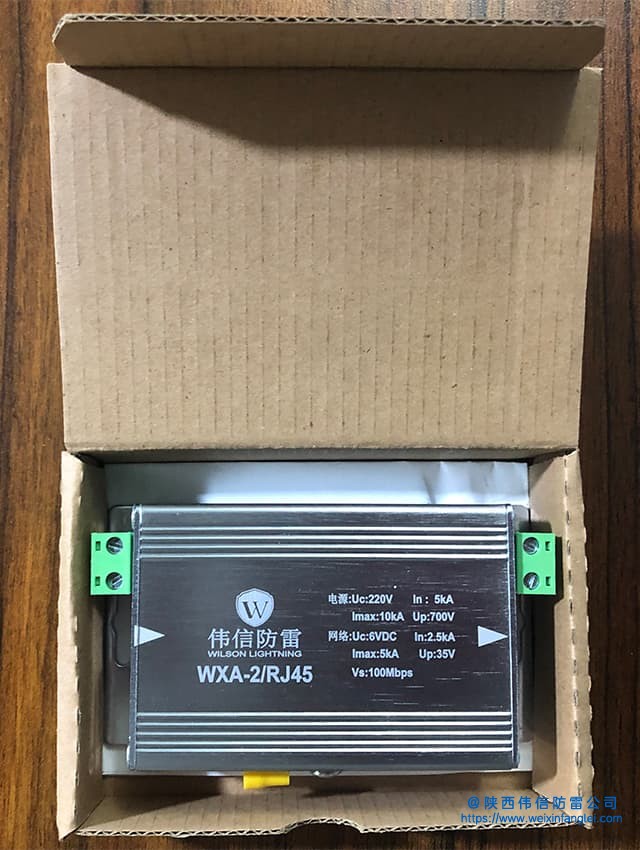 W
伟信防雷
WILSON LIGHTNING
WXA-2/RJ45
电源:Uc:220V In: 5kA
Imax:10kA Up:700V
网络:Uc:6VDC In:2.5kA
Imax:5kA Up:35V
Vs:100Mbps
@陕西伟信防雷公司
https://www.weixinfanglei.com